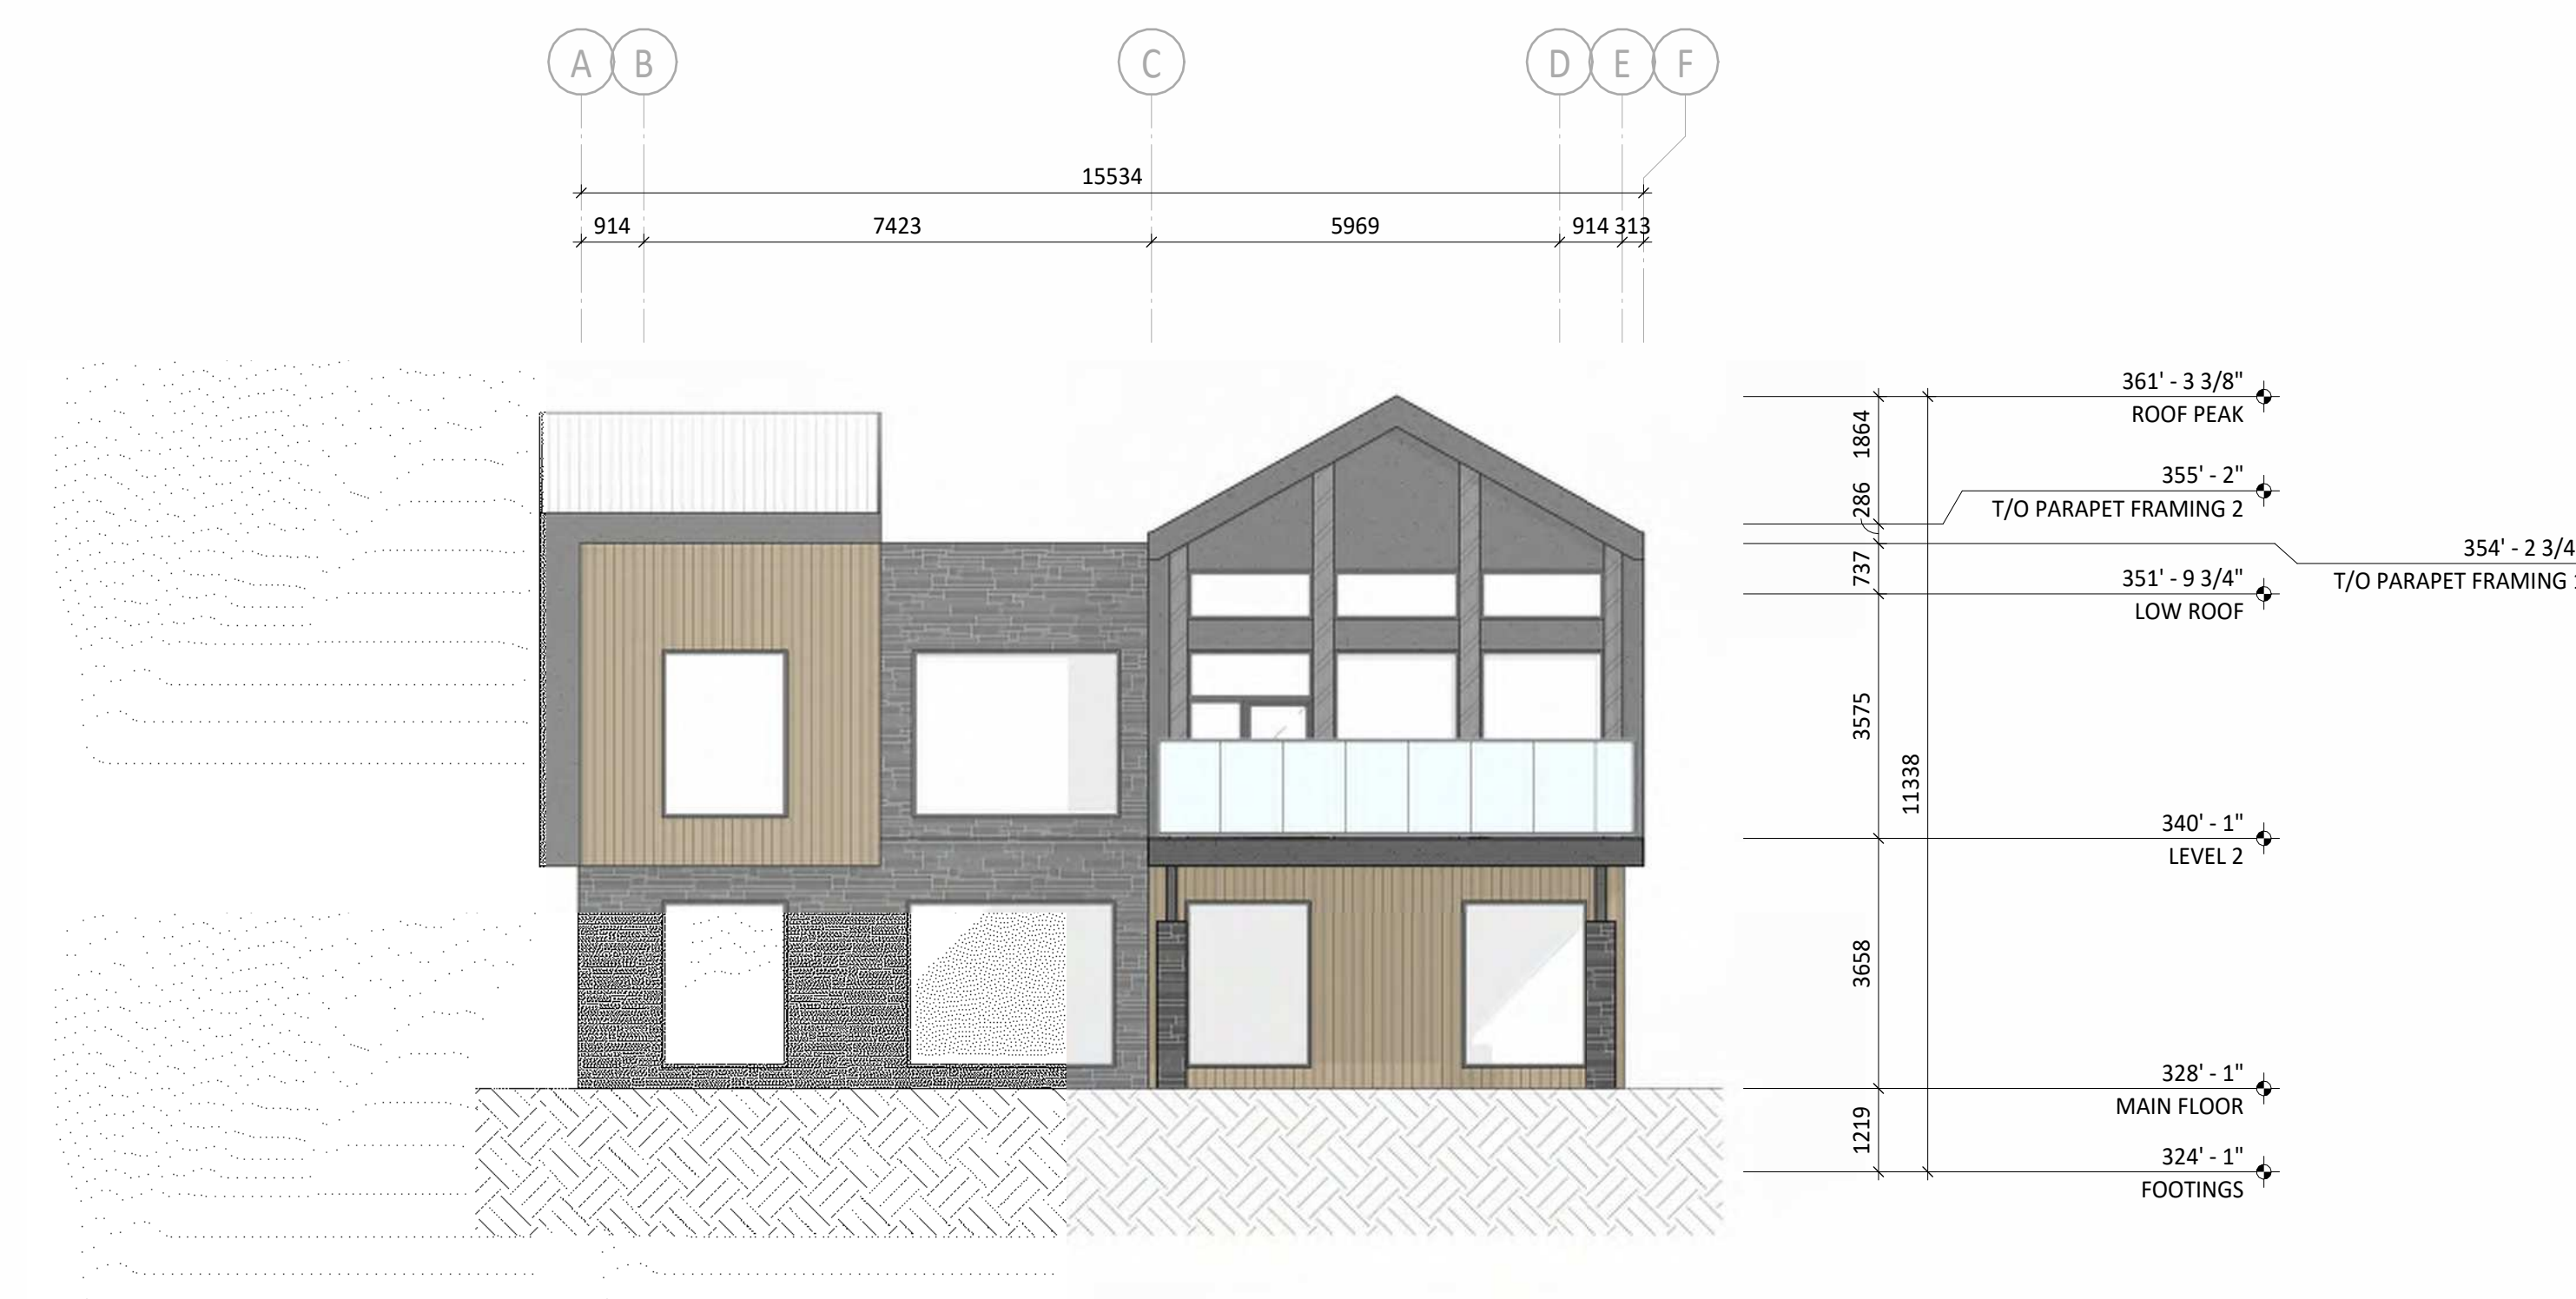 A B C D E F
15534
914 7423 5969 914 313
361' - 3 3/8"
ROOF PEAK
1864
355' - 2"
T/O PARAPET FRAMING 2
286
354' - 2 3/4
T/O PARAPET FRAMING
737
351' - 9 3/4"
LOW ROOF
3575
11338
340' - 1"
LEVEL 2
3658
328' - 1"
MAIN FLOOR
1219
324' - 1"
FOOTINGS